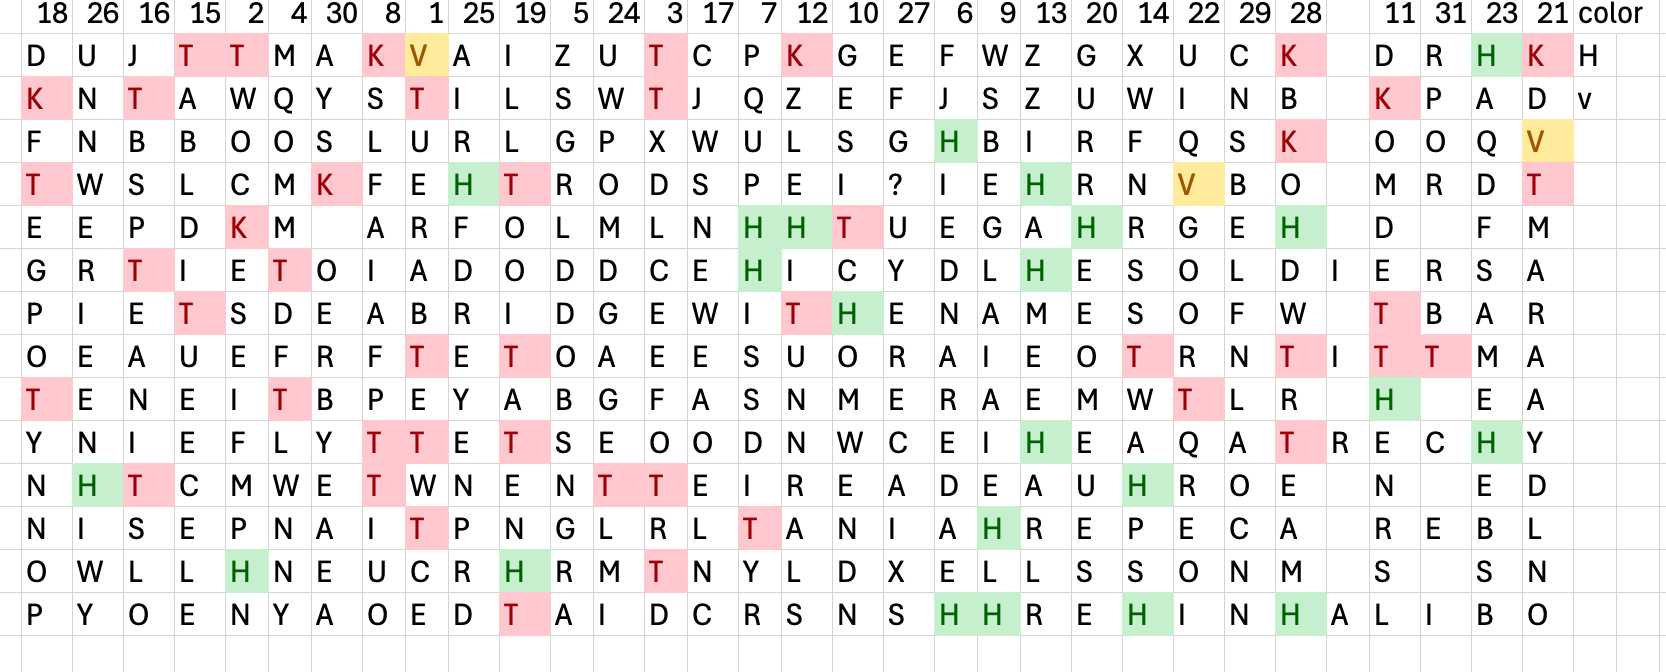 18 26 16 15 2 4 30 8 1 25 19 5 24 3 17 7 12 10 27 6 9 13 20 14 22 29 28 11 31 23 21 color
D U J T T M A K V A I Z U T C P K G E F W Z G X U C K D R H K H
K N T A W Q Y S T I L S W T J Q Z E F J S Z U W I N B K P A D v
F N B B O O S L U R L G P X W U L S G H B I R F Q S K O O Q V
T W S L C M K F E H T R O D S P E I ? I E H R N V B O M R D T
E E P D K M A R F O L M L N H H T U E G A H R G E H D F M
G R T I E T O I A D O D D C E H I C Y D L H E S O L D I E R S A
P I E T S D E A B R I D G E W I T H E N A M E S O F W T B A R
O E A U E F R F T E T O A E E S U O R A I E O T R N T I T T M A
T E N E I T B P E Y A B G F A S N M E R A E M W T L R H E A
Y N I E F L Y T T E T S E O O D N W C E I H E A Q A T R E C H Y
N H T C M W E T W N E N T T E I R E A D E A U H R O E N E D
N I S E P N A I T P N G L R L T A N I A H R E P E C A R E B L
O W L L H N E U C R H R M T N Y L D X E L L S S O N M S S N
P Y O E N Y A O E D T A I D C R S N S H H R E H I N H A L I B O